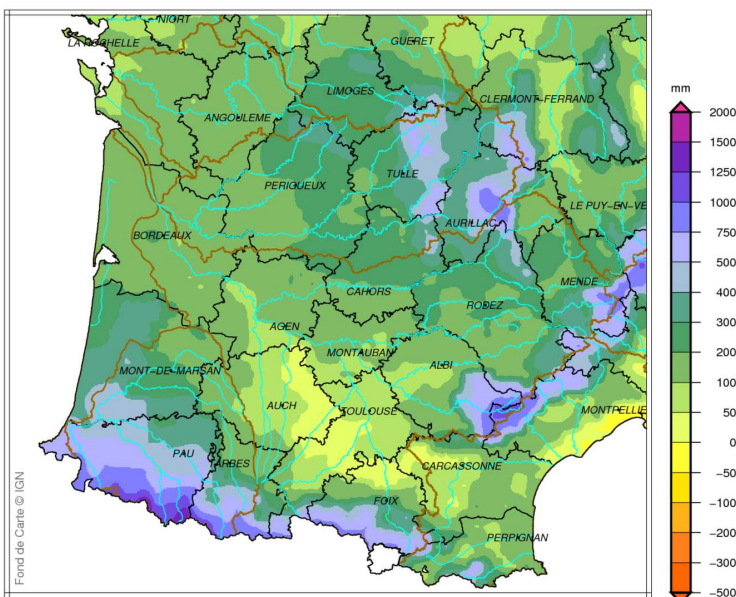 NIORT
LA ROCHELLE
GUERET
LIMOGES
CLERMONT-FERRAND
ANGOULEME
TULLE
PERIGUEUX
LE PUY-EN-VE
AURILLAC
BORDEAUX
MENDE
CAHORS
RODEZ
AGEN
MONTAUBAN
ALBI
MONT-DE-MARSAN
AUCH
TOULOUSE
MONTPELLIE
PAU
TARBES
CARCASSONNE
FOIX
PERPIGNAN
Fond de Carte © IGN
mm
2000
1500
1250
1000
750
500
400
300
200
100
50
0
-50
-100
-200
-300
-500